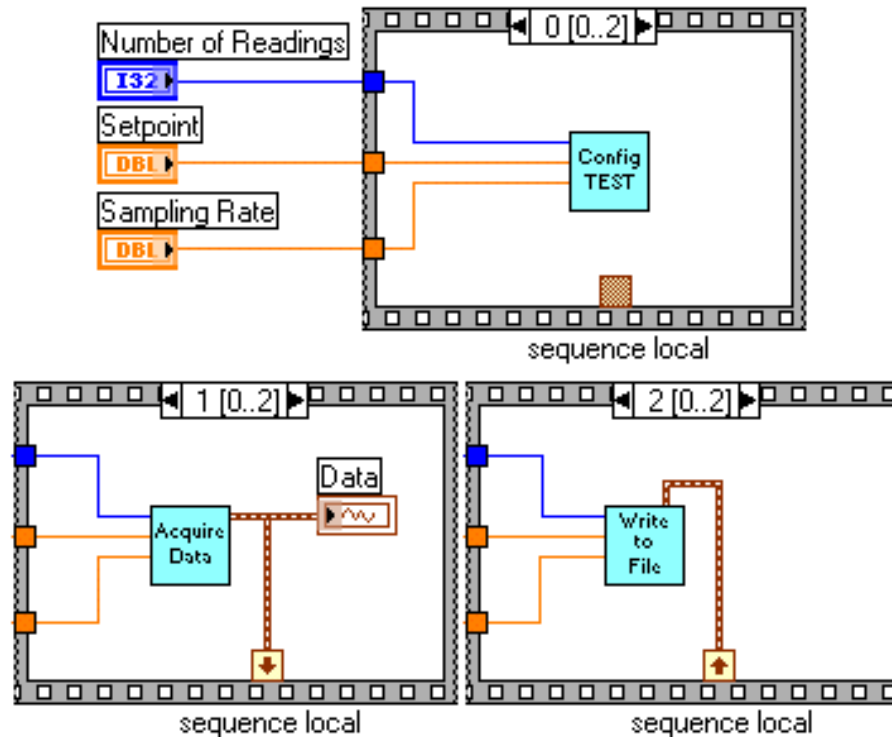 Number of Readings
I32
Setpoint
DBL
Sampling Rate
DBL
0 [0..2]
Config
TEST
sequence local
1 [0..2]
Data
Acquire
Data
sequence local
2 [0..2]
Write
to
File
sequence local